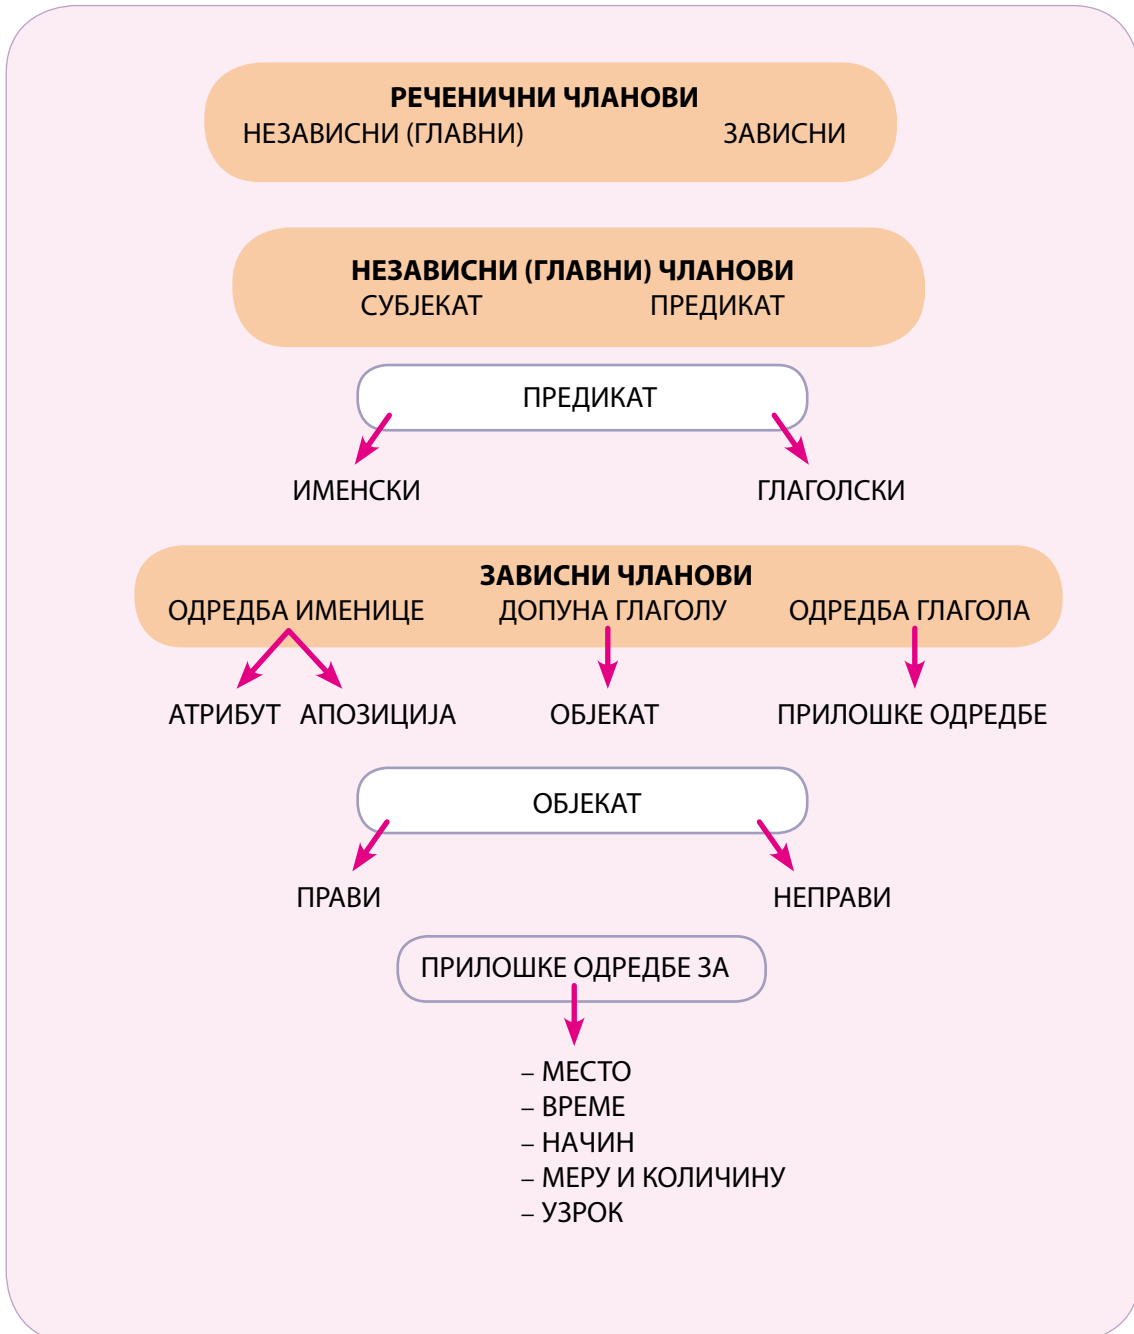 РЕЧЕНИЧНИ ЧЛАНОВИ
НЕЗАВИСНИ (ГЛАВНИ) ЗАВИСНИ
НЕЗАВИСНИ (ГЛАВНИ) ЧЛАНОВИ
СУБЈЕКАТ ПРЕДИКАТ
ПРЕДИКАТ
ИМЕНСКИ ГЛАГОЛСКИ
ЗАВИСНИ ЧЛАНОВИ
ОДРЕДБА ИМЕНИЦЕ ДОПУНА ГЛАГОЛУ ОДРЕДБА ГЛАГОЛА
АТРИБУТ АПОЗИЦИЈА ОБЈЕКАТ ПРИЛОШКЕ ОДРЕДБЕ
ОБЈЕКАТ
ПРАВИ НЕПРАВИ
ПРИЛОШКЕ ОДРЕДБЕ ЗА
– МЕСТО
– ВРЕМЕ
– НАЧИН
– МЕРУ И КОЛИЧИНУ
– УЗРОК